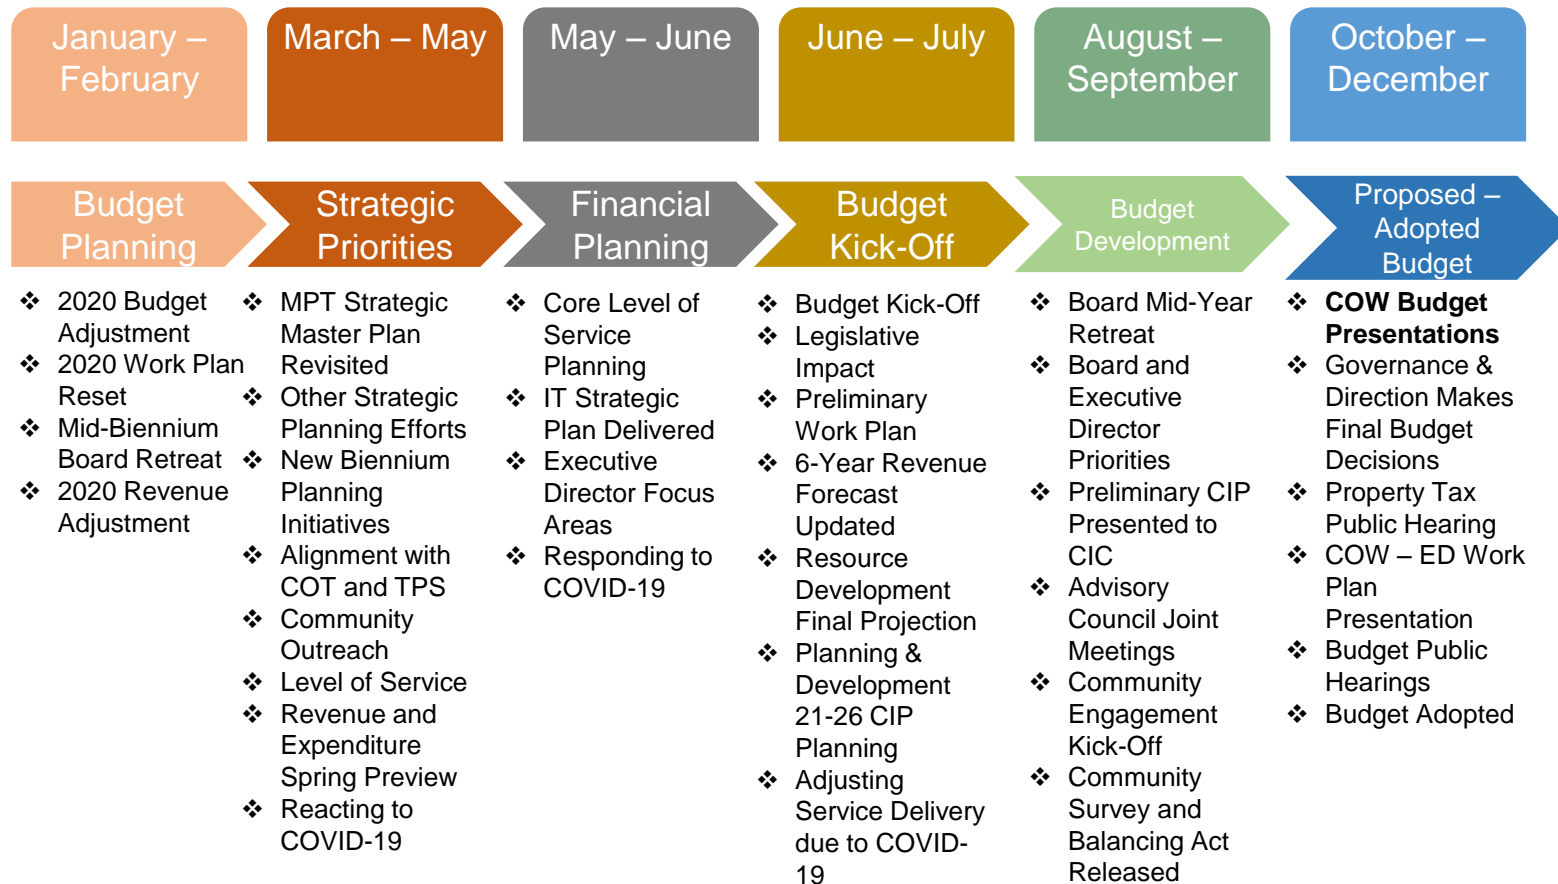 January –
February
March – May
May – June
June – July
August –
September
October –
December
Budget
Planning
Strategic
Priorities
Financial
Planning
Budget
Kick-Off
Budget
Development
Proposed –
Adopted
Budget
❖ 2020 Budget
Adjustment
❖ 2020 Work Plan
Reset
❖ Mid-Biennium
Board Retreat
❖ 2020 Revenue
Adjustment
❖ MPT Strategic
Master Plan
Revisited
❖ Other Strategic
Planning Efforts
❖ New Biennium
Planning
Initiatives
❖ Alignment with
COT and TPS
❖ Community
Outreach
❖ Level of Service
❖ Revenue and
Expenditure
Spring Preview
❖ Reacting to
COVID-19
❖ Core Level of
Service
Planning
❖ IT Strategic
Plan Delivered
❖ Executive
Director Focus
Areas
❖ Responding to
COVID-19
❖ Budget Kick-Off
❖ Legislative
Impact
❖ Preliminary
Work Plan
❖ 6-Year Revenue
Forecast
Updated
❖ Resource
Development
Final Projection
❖ Planning &
Development
21-26 CIP
Planning
❖ Adjusting
Service Delivery
due to COVID-
19
❖ Board Mid-Year
Retreat
❖ Board and
Executive
Director
Priorities
❖ Preliminary CIP
Presented to
CIC
❖ Advisory
Council Joint
Meetings
❖ Community
Engagement
Kick-Off
❖ Community
Survey and
Balancing Act
Released
❖ COW Budget
Presentations
❖ Governance &
Direction Makes
Final Budget
Decisions
❖ Property Tax
Public Hearing
❖ COW – ED Work
Plan
Presentation
❖ Budget Public
Hearings
❖ Budget Adopted